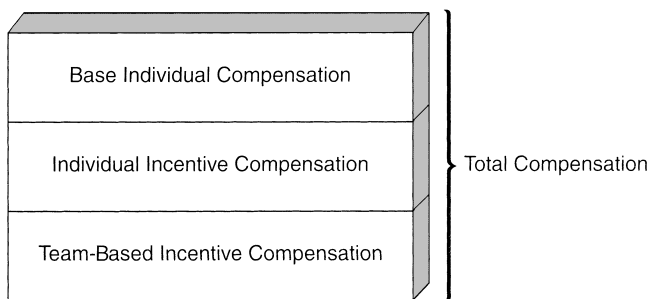 Base Individual Compensation
Individual Incentive Compensation
Total Compensation
Team-Based Incentive Compensation